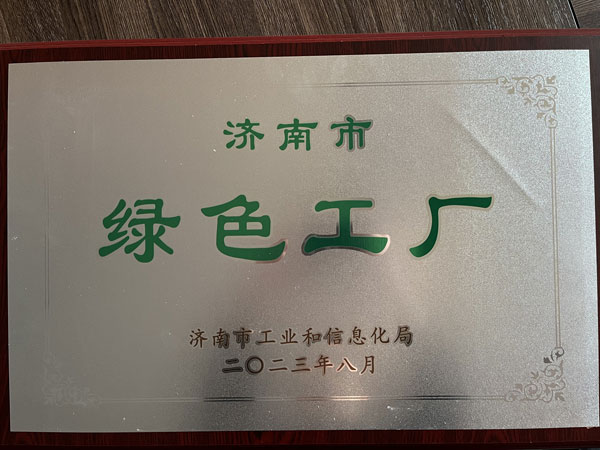 济南市
绿色工厂
济南市工业和信息化局
二〇二三年八月